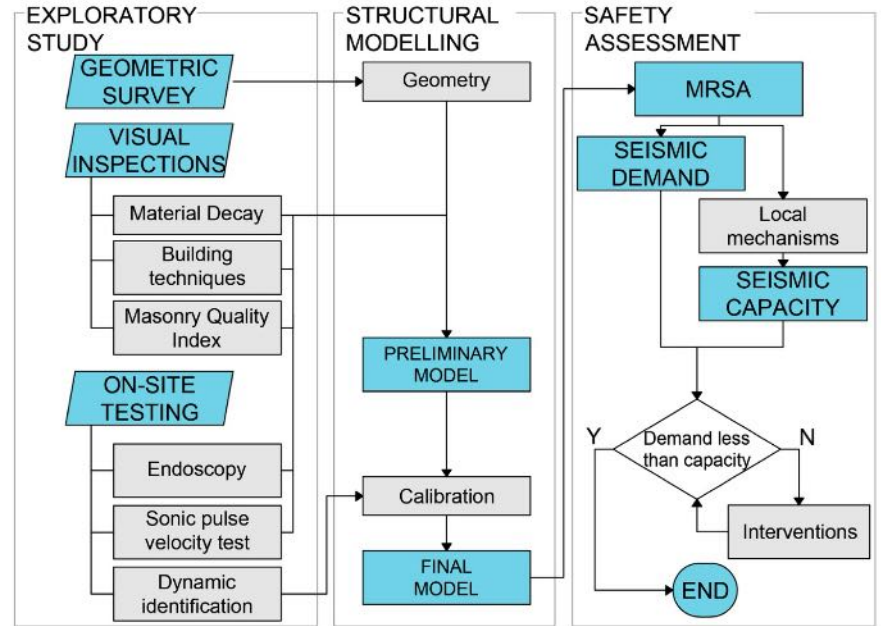 EXPLORATORY
STUDY
GEOMETRIC
SURVEY
VISUAL
INSPECTIONS
Material Decay
Building
techniques
Masonry Quality
Index
ON-SITE
TESTING
Endoscopy
Sonic pulse
velocity test
Dynamic
identification
STRUCTURAL
MODELLING
Geometry
PRELIMINARY
MODEL
Calibration
FINAL
MODEL
SAFETY
ASSESSMENT
MRSA
SEISMIC
DEMAND
Local
mechanisms
SEISMIC
CAPACITY
Y
Demand less
than capacity
N
Interventions
END